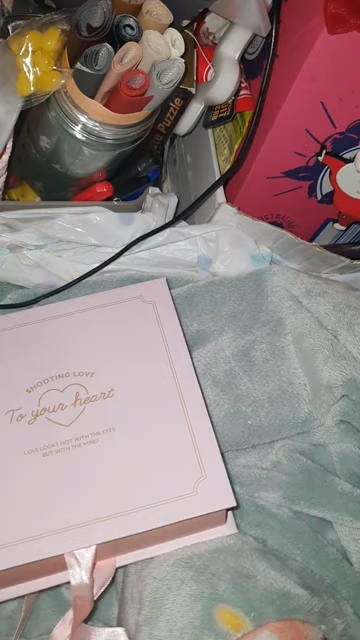 Puzzle
SHOOTING LOVE
To your heart
LOVE LOOKS NOT WITH THE EYES
BUT WITH THE MIND